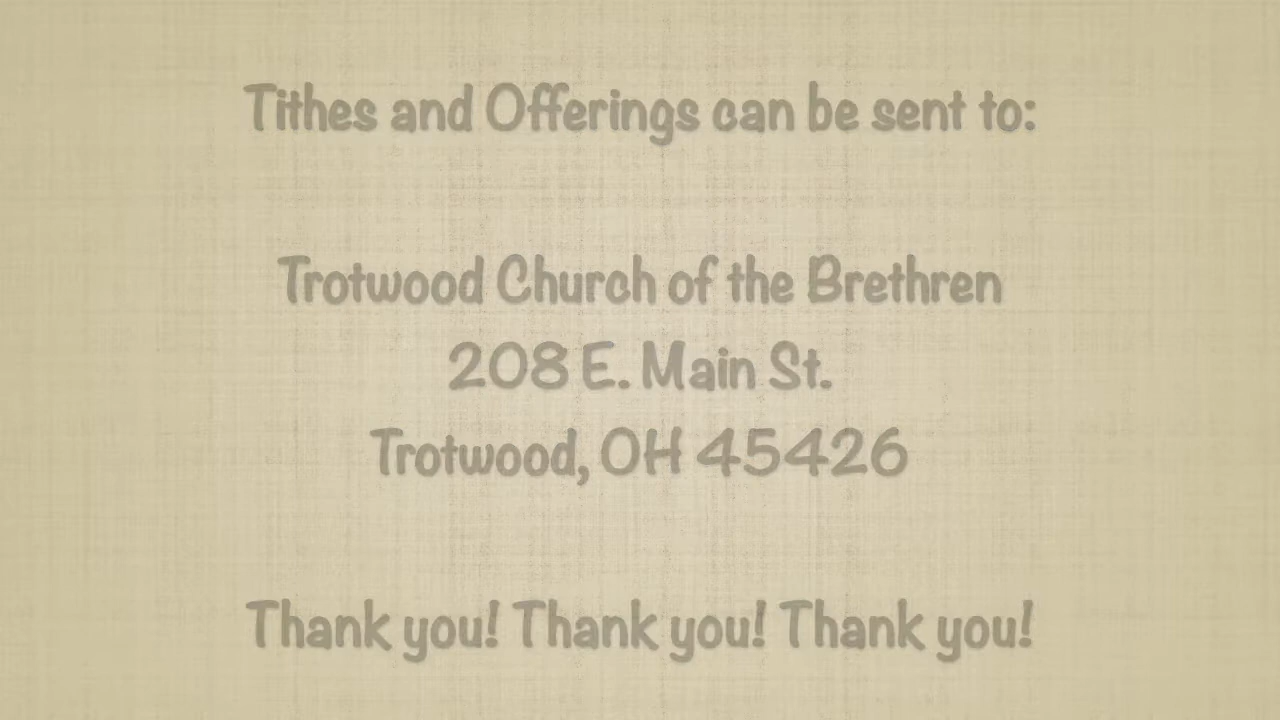 Tithes and Offerings can be sent to:
Trotwood Church of the Brethren
208 E. Main St.
Trotwood, OH 45426
Thank you! Thank you! Thank you!